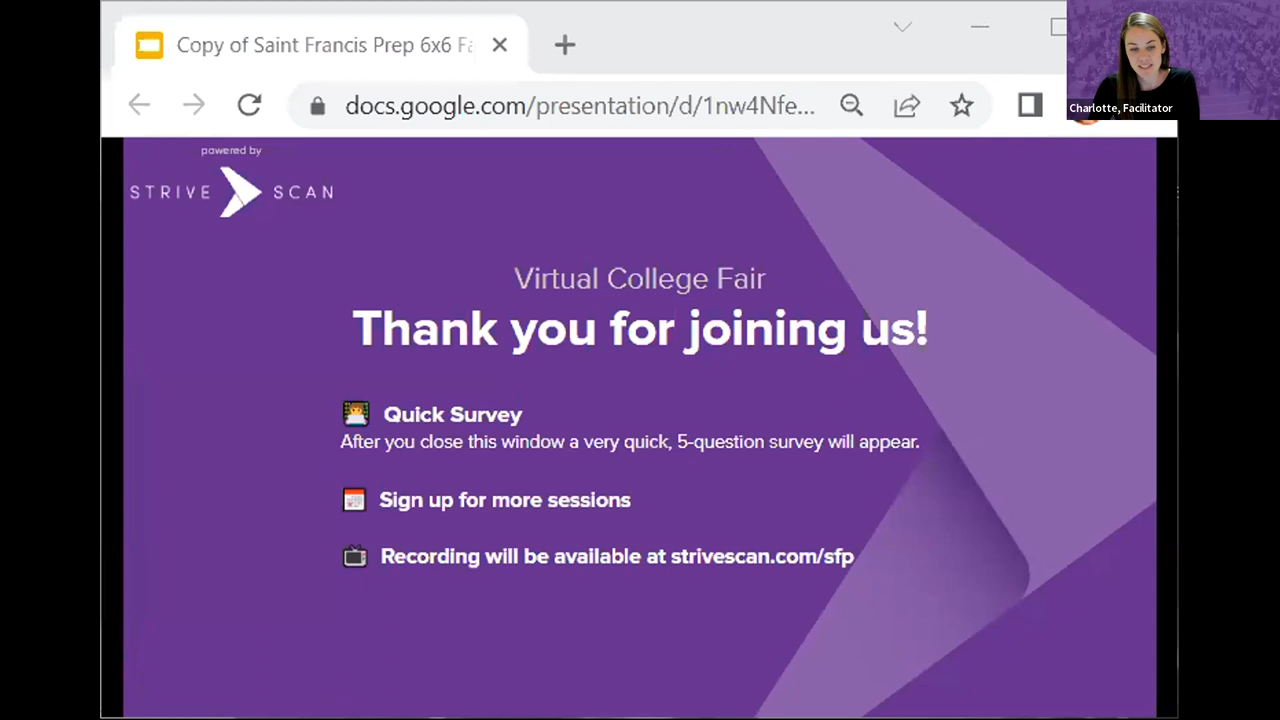 Copy of Saint Francis Prep 6x6 Fa
docs.google.com/presentation/d/1nw4Nfe...
Charlotte, Facilitator
powered by
STRIVE SCAN
Virtual College Fair
Thank you for joining us!
Quick Survey
After you close this window a very quick, 5-question survey will appear.
Sign up for more sessions
Recording will be available at strivescan.com/sfp